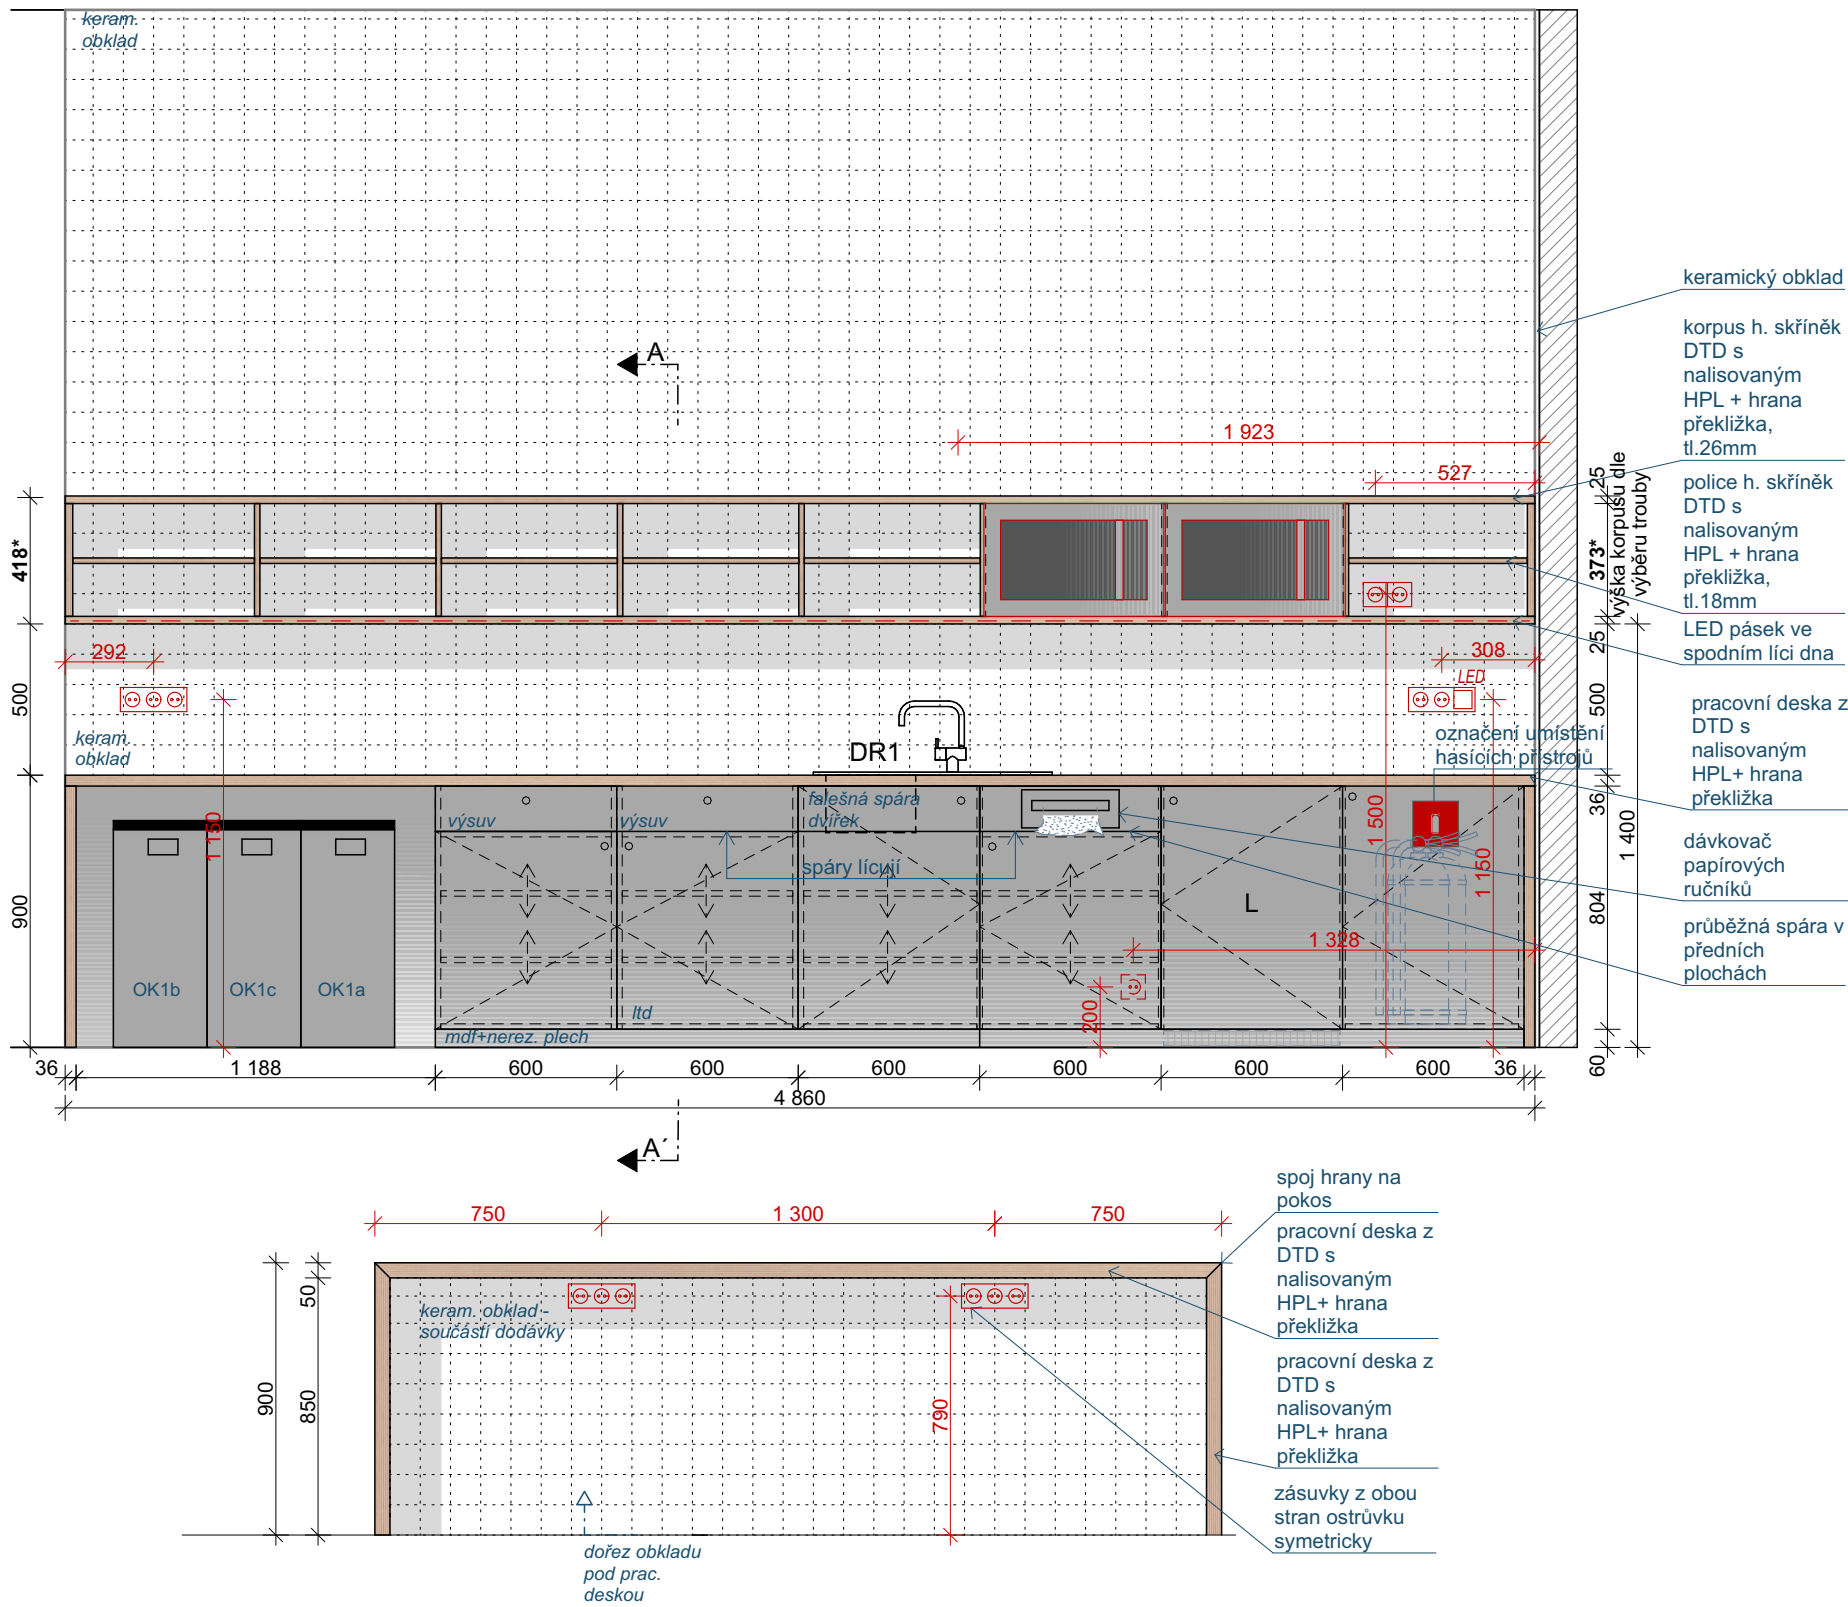 keram.
obklad
keramický obklad
korpus h. skříněk
DTD s
nalisovaným
HPL + hrana
překližka,
tl.26mm
A
1 923
527
25
výška korpusu dle
výběru trouby
police h. skříněk
DTD s
nalisovaným
HPL + hrana
překližka,
tl.18mm
418*
373*
LED pásek ve
spodním líci dna
292
308
25
LED
500
500
pracovní deska z
DTD s
nalisovaným
HPL+ hrana
překližka
keram.
obklad
DR1
označení umístění
hasících přístrojů
36
falešná spára
dvířek
výsuv
výsuv
1 150
1 500
1 400
spáry lícují
1 150
dávkovač
papírových
ručníků
L
900
804
průběžná spára v
předních
plochách
1 328
OK1b
OK1c
OK1a
200
ltd
mdf+nerez. plech
60
36
1 188
600
600
600
600
600
600
36
4 860
A´
spoj hrany na
pokos
750
1 300
750
pracovní deska z
DTD s
nalisovaným
HPL+ hrana
překližka
50
keram. obklad -
součástí dodávky
pracovní deska z
DTD s
nalisovaným
HPL+ hrana
překližka
900
850
790
zásuvky z obou
stran ostrůvku
symetricky
dořez obkladu
pod prac.
deskou